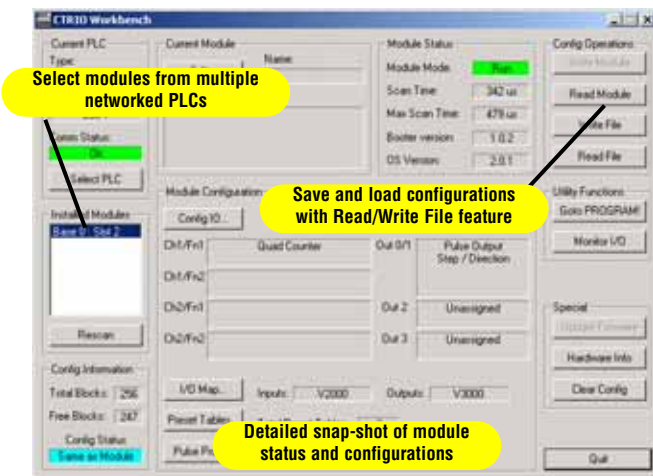 CTRIO Workbench
Current PLC
Type:
Select modules from multiple
networked PLCs
Comm Status:
OK
Select PLC
Installed Modules
Base 0: Slot 2
Rescan
Config Information
Total Blocks: 256
Free Blocks: 247
Config Status
Same as Module
Current Module
Name:
Module Configuration
Config IO...
Ch1/Fn1 Quad Counter
Ch1/Fn2
Ch2/Fn1
Ch2/Fn2
Out 0/1 Pulse Output
Step / Direction
Out 2 Unassigned
Out 3 Unassigned
I/O Map... Inputs: V2000 Outputs: V3000
Preset Tables
Detailed snap-shot of module
status and configurations
Module Status
Module Mode: Run
Scan Time: 342 us
Max Scan Time: 479 us
Booter version: 1.0.2
OS Version: 2.0.1
Save and load configurations
with Read/Write File feature
Config Operations
Write Module
Read Module
Write File
Read File
Utility Functions
Goto PROGRAM!
Monitor I/O
Special
Update Firmware
Hardware Info
Clear Config
Quit